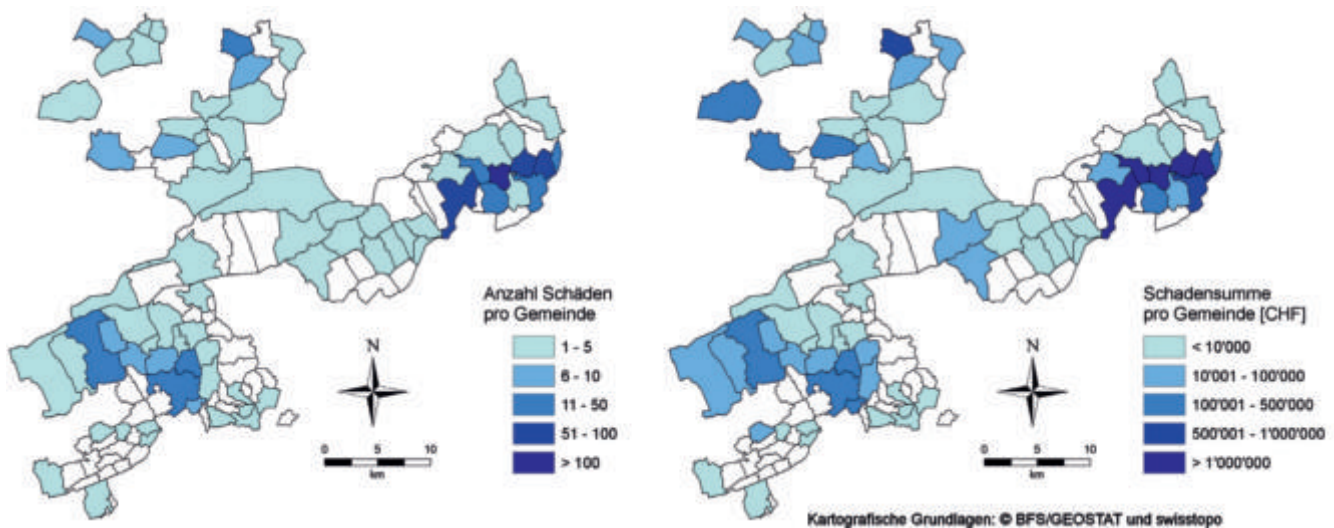 Anzahl Schäden
pro Gemeinde
1 - 5
6 - 10
11 - 50
51 - 100
> 100
N
0 5 10
km
Schadensumme
pro Gemeinde [CHF]
< 10'000
10'001 - 100'000
100'001 - 500'000
500'001 - 1'000'000
> 1'000'000
N
0 5 10
km
Kartografische Grundlagen: © BFS/GEOSTAT und swisstopo